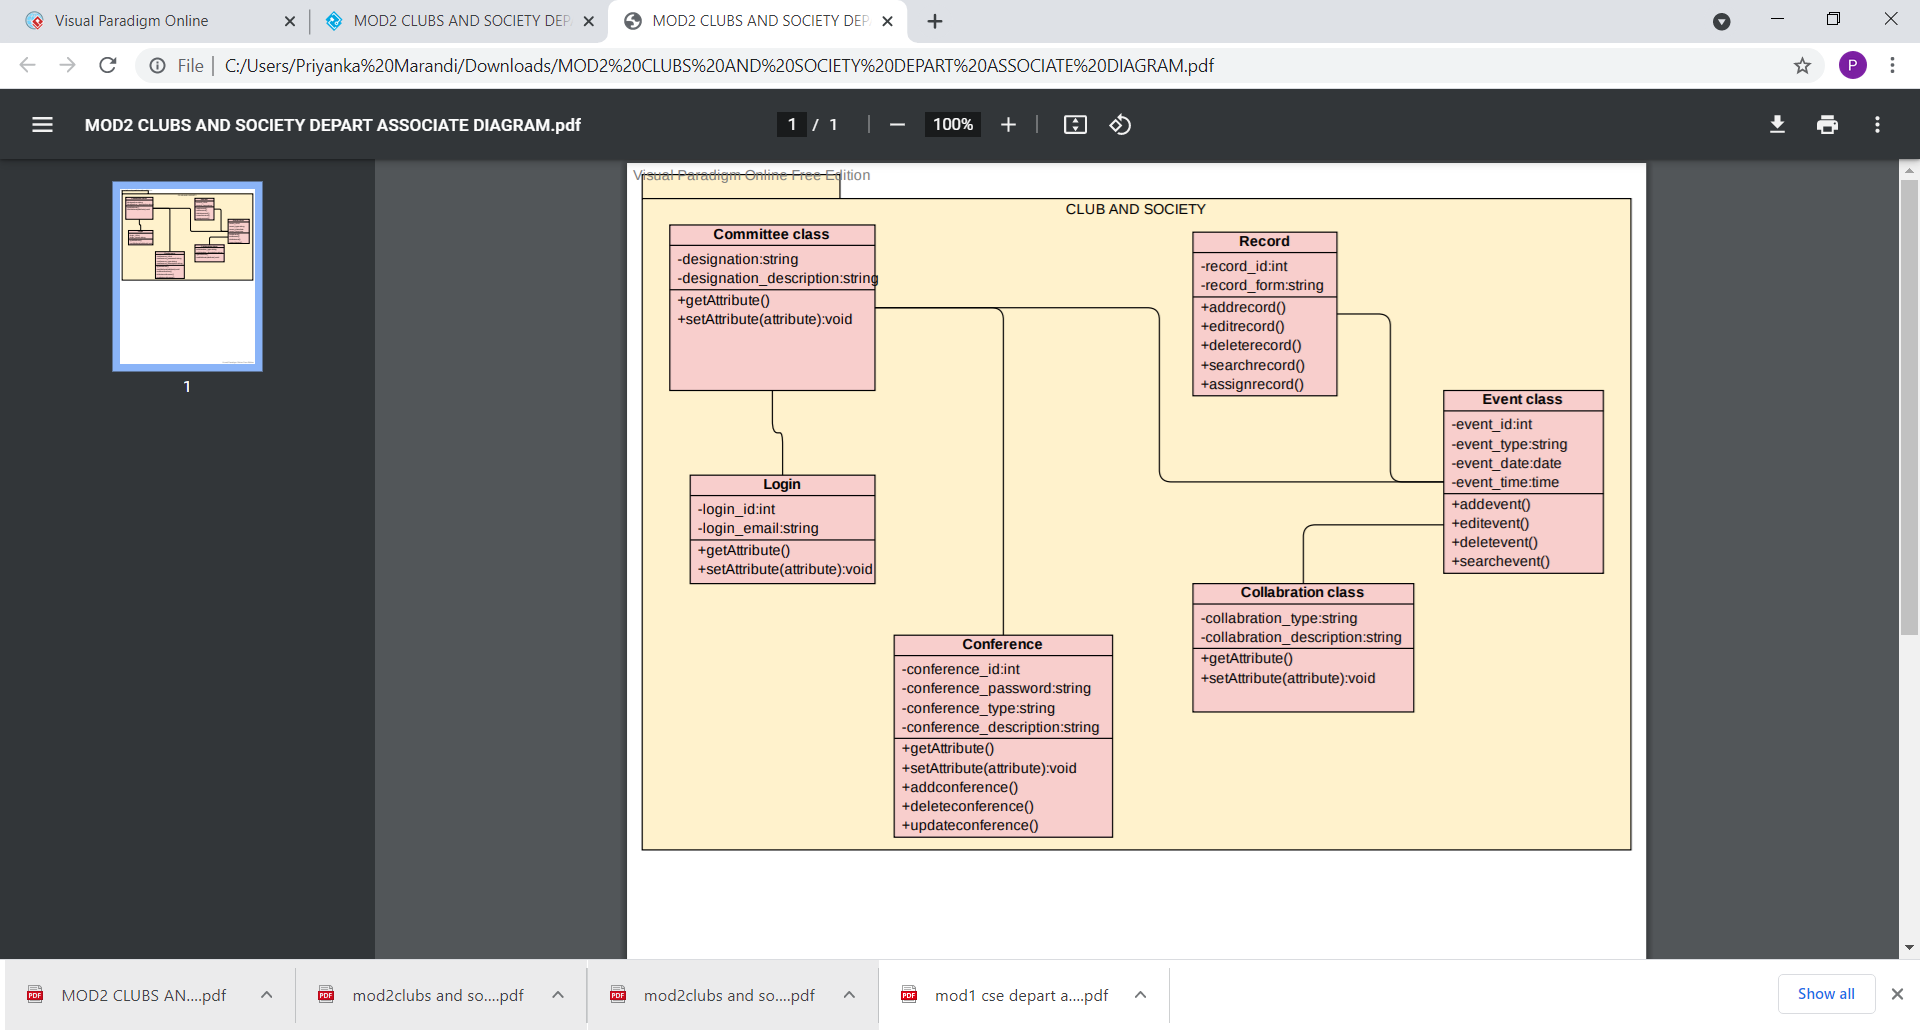 Visual Paradigm Online
MOD2 CLUBS AND SOCIETY DEP
MOD2 CLUBS AND SOCIETY DEP
File
C:/Users/Priyanka%20Marandi/Downloads/MOD2%20CLUBS%20AND%20SOCIETY%20DEPART%20ASSOCIATE%20DIAGRAM.pdf
P
MOD2 CLUBS AND SOCIETY DEPART ASSOCIATE DIAGRAM.pdf
1 / 1
100%
1
Visual Paradigm Online Free Edition
CLUB AND SOCIETY
Committee class
-designation:string
-designation_description:string
+getAttribute()
+setAttribute(attribute):void
Record
-record_id:int
-record_form:string
+addrecord()
+editrecord()
+deleterecord()
+searchrecord()
+assignrecord()
Event class
-event_id:int
-event_type:string
-event_date:date
-event_time:time
+addevent()
+editevent()
+deletevent()
+searchevent()
Login
-login_id:int
-login_email:string
+getAttribute()
+setAttribute(attribute):void
Collabration class
-collabration_type:string
-collabration_description:string
+getAttribute()
+setAttribute(attribute):void
Conference
-conference_id:int
-conference_password:string
-conference_type:string
-conference_description:string
+getAttribute()
+setAttribute(attribute):void
+addconference()
+deleteconference()
+updateconference()
MOD2 CLUBS AN....pdf
mod2clubs and so....pdf
mod2clubs and so....pdf
mod1 cse depart a....pdf
Show all